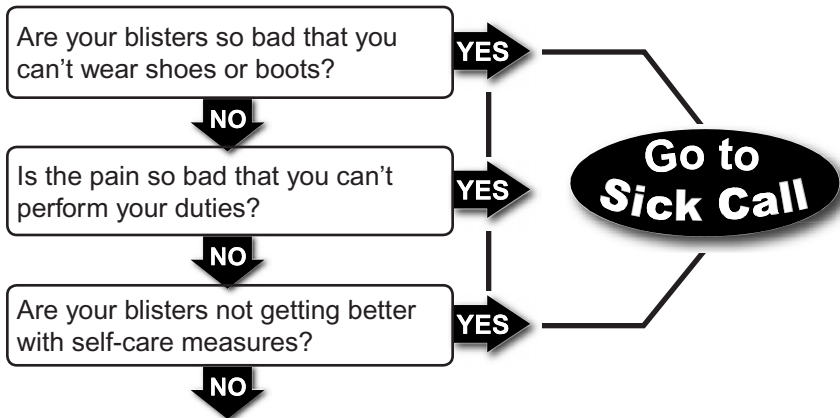 Are your blisters so bad that you
can't wear shoes or boots?
YES
NO
Is the pain so bad that you can't
perform your duties?
YES
NO
Are your blisters not getting better
with self-care measures?
YES
NO
Go to
Sick Call